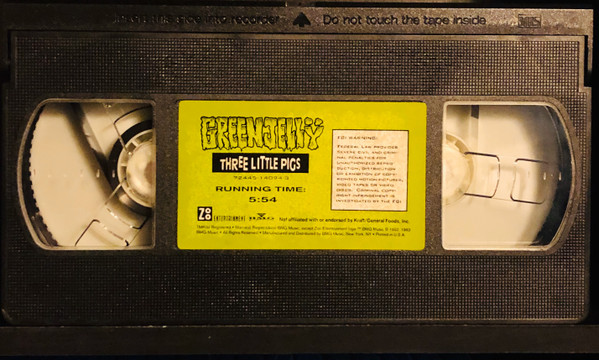 Do not touch the tape inside
GREEN JELLŸ
THREE LITTLE PIGS
RUNNING TIME:
5:54
FBI WARNING:
FEDERAL LAW PROVIDES
SEVERE CIVIL AND CRIMI-
NAL PENALTIES FOR
UNAUTHORIZED REPRO-
DUCTION, DISTRIBUTION
OR EXHIBITION OF COPY-
RIGHTED MOTION PICTURES,
VIDEO TAPES OR VIDEO
DISCS. CRIMINAL COPY-
RIGHT INFRINGEMENT IS
INVESTIGATED BY THE FBI
ZOO ENTERTAINMENT BMG Not affiliated with or endorsed by Kraft/General Foods, Inc.